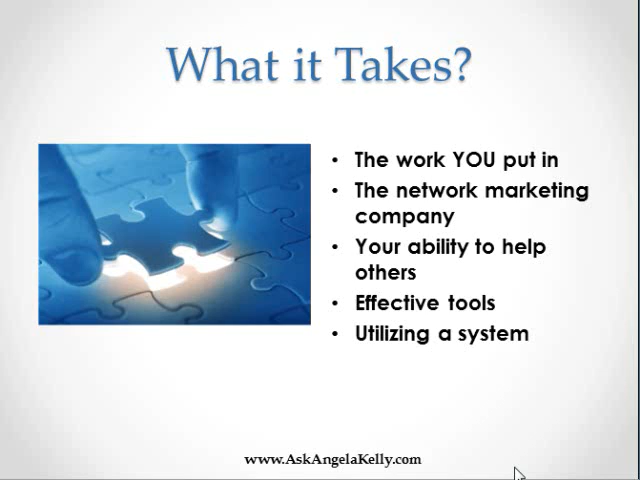 What it Takes?
• The work YOU put in
• The network marketing
company
• Your ability to help
others
• Effective tools
• Utilizing a system
www.AskAngelaKelly.com